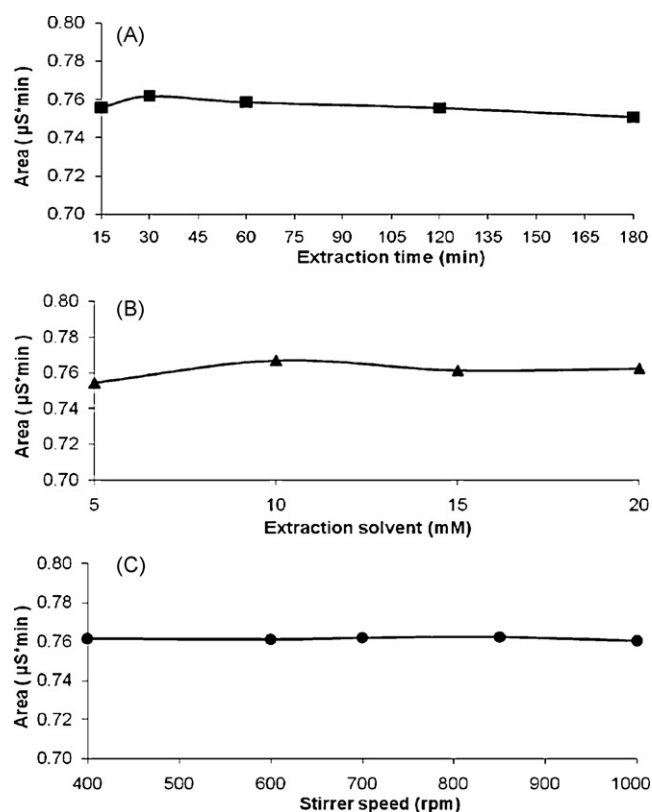 (A)
Area ( µS*min )
0.80
0.78
0.76
0.74
0.72
0.70
15 30 45 60 75 90 105 120 135 150 165 180
Extraction time (min)
(B)
Area ( µS*min )
0.80
0.78
0.76
0.74
0.72
0.70
5 10 15 20
Extraction solvent (mM)
(C)
Area ( µS*min )
0.80
0.78
0.76
0.74
0.72
0.70
400 500 600 700 800 900 1000
Stirrer speed (rpm)